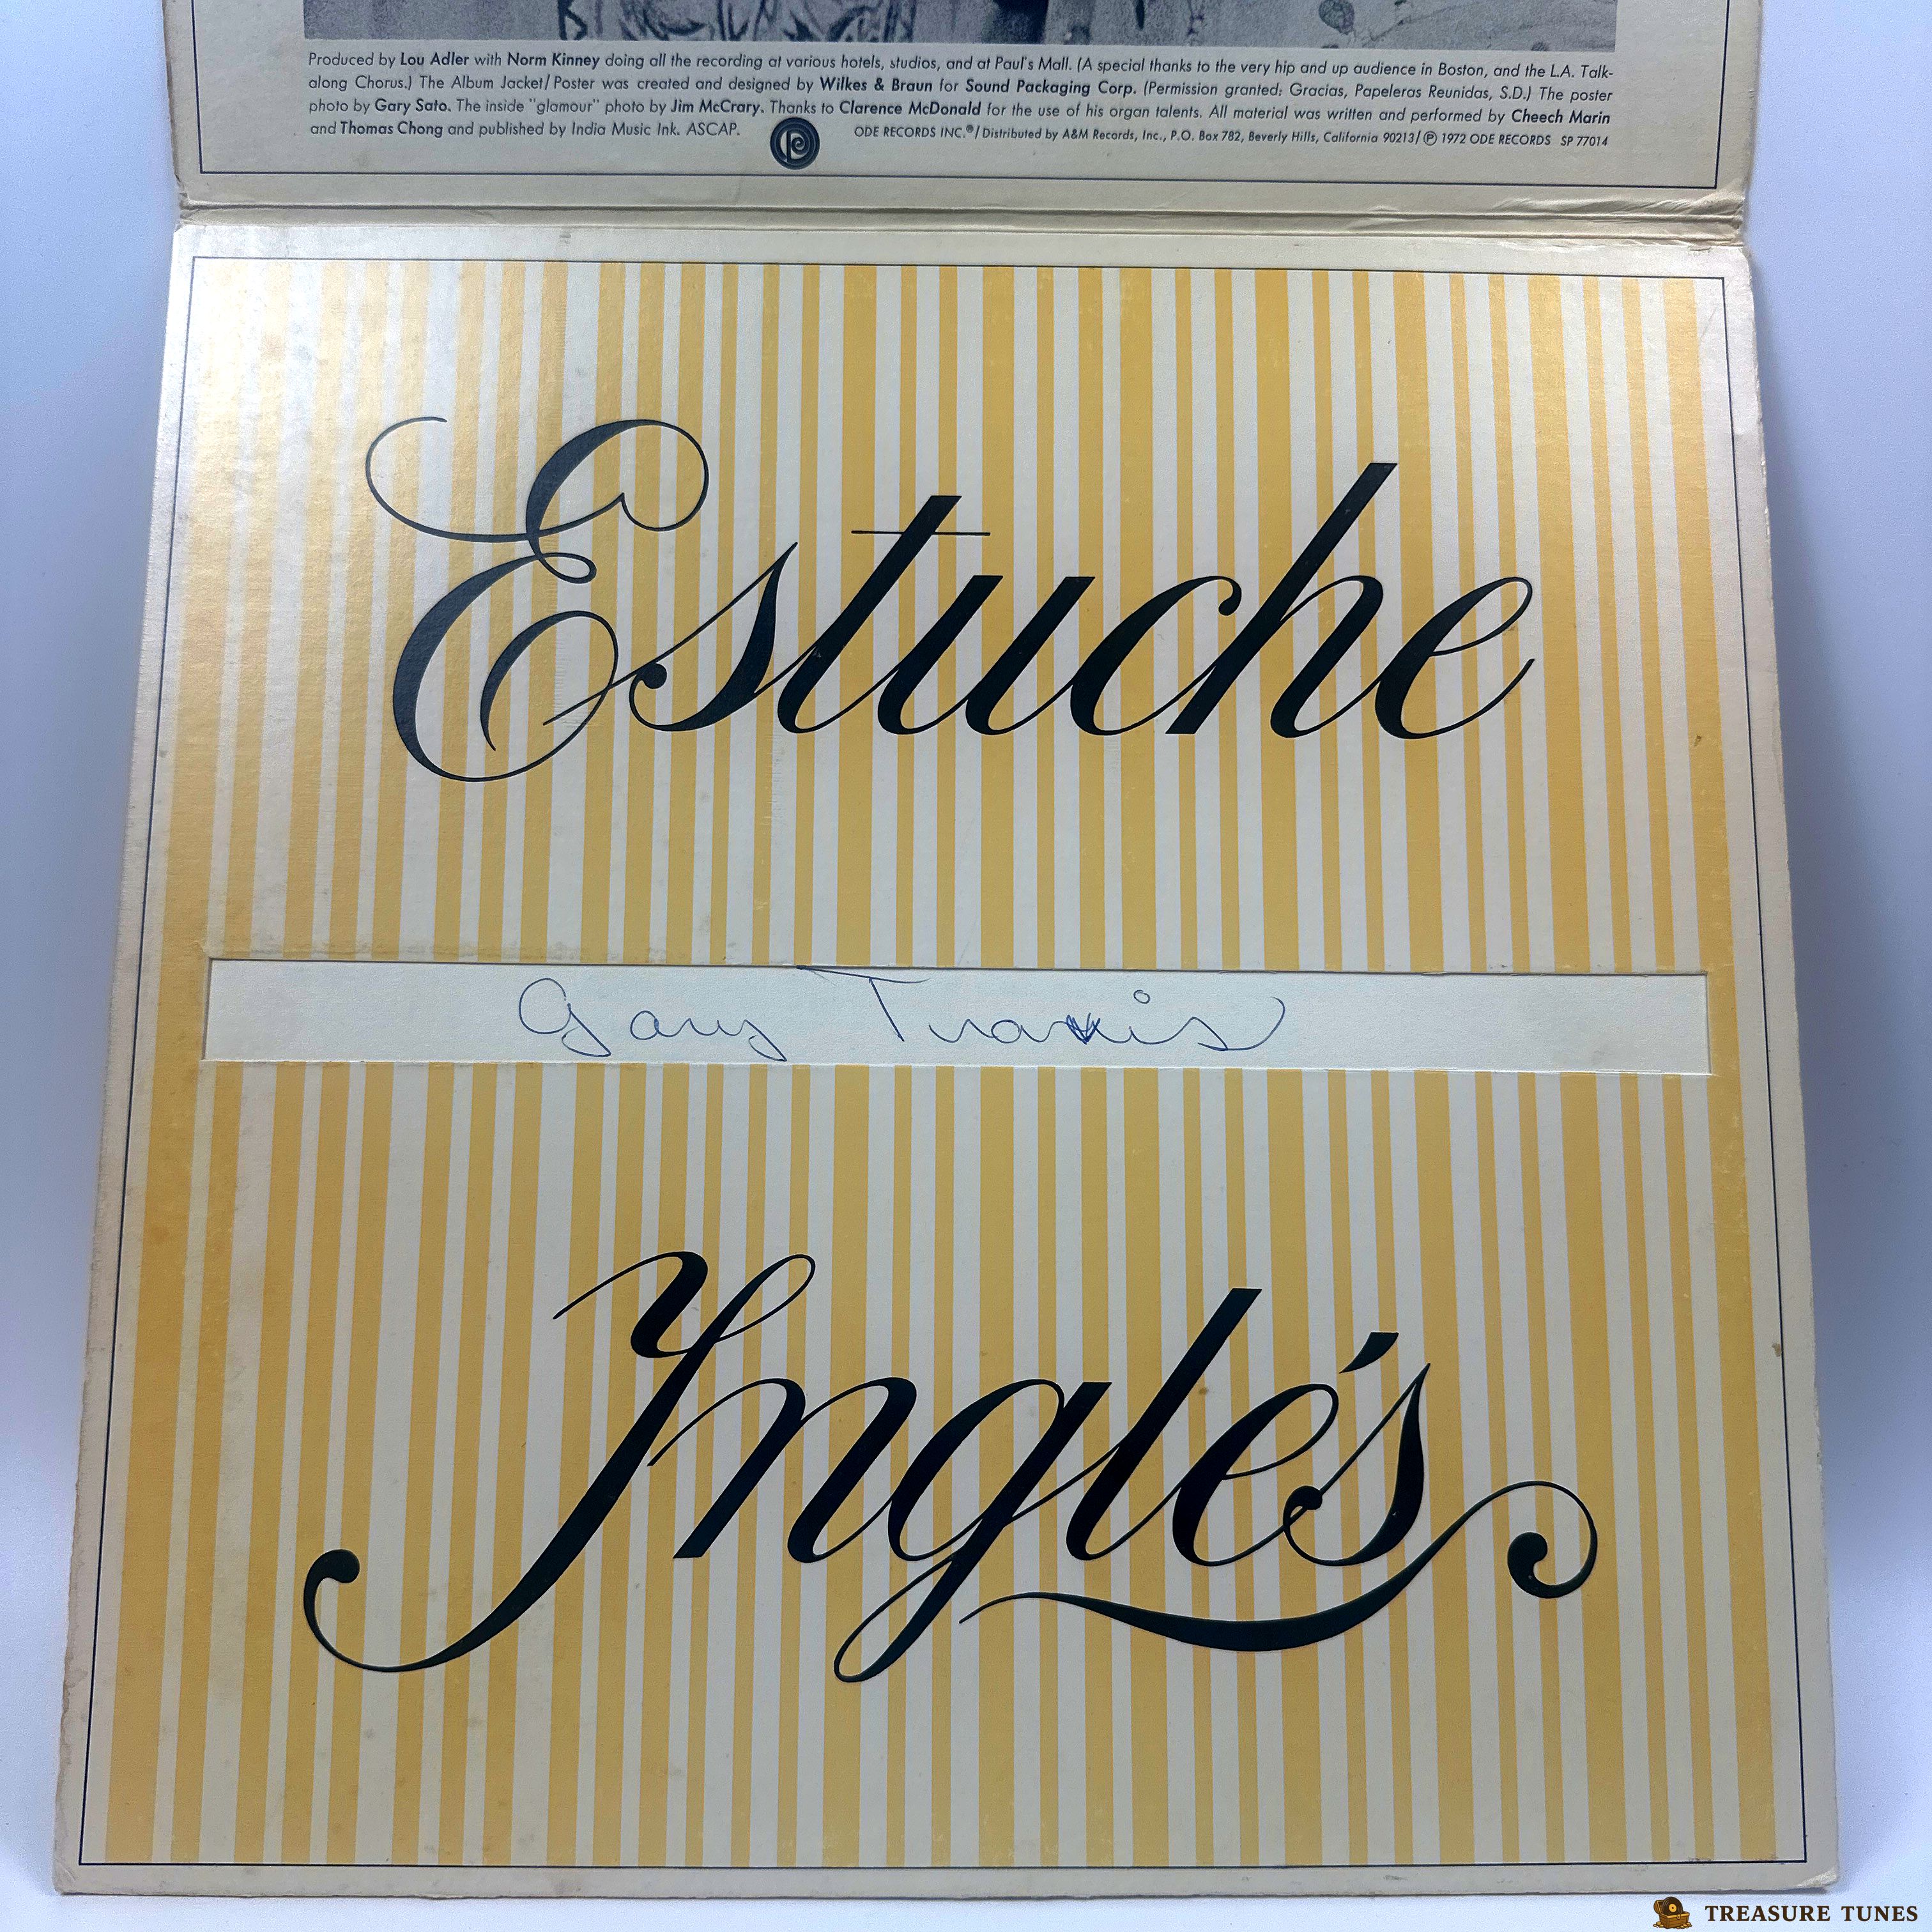 Produced by Lou Adler with Norm Kinney doing all the recording at various hotels, studios, and at Paul's Mall. (A special thanks to the very hip and up audience in Boston, and the L.A. Talk-
along Chorus.) The Album Jacket/Poster was created and designed by Wilkes & Braun for Sound Packaging Corp. (Permission granted: Gracias, Papeleras Reunidas, S.D.) The poster
photo by Gary Sato. The inside "glamour" photo by Jim McCrary. Thanks to Clarence McDonald for the use of his organ talents. All material was written and performed by Cheech Marin
and Thomas Chong and published by India Music Ink. ASCAP.
ODE RECORDS INC.®/Distributed by A&M Records, Inc., P.O. Box 782, Beverly Hills, California 90213/℗ 1972 ODE RECORDS SP 77014
Estuche
Gary Travis
Ynglés
TREASURE TUNES